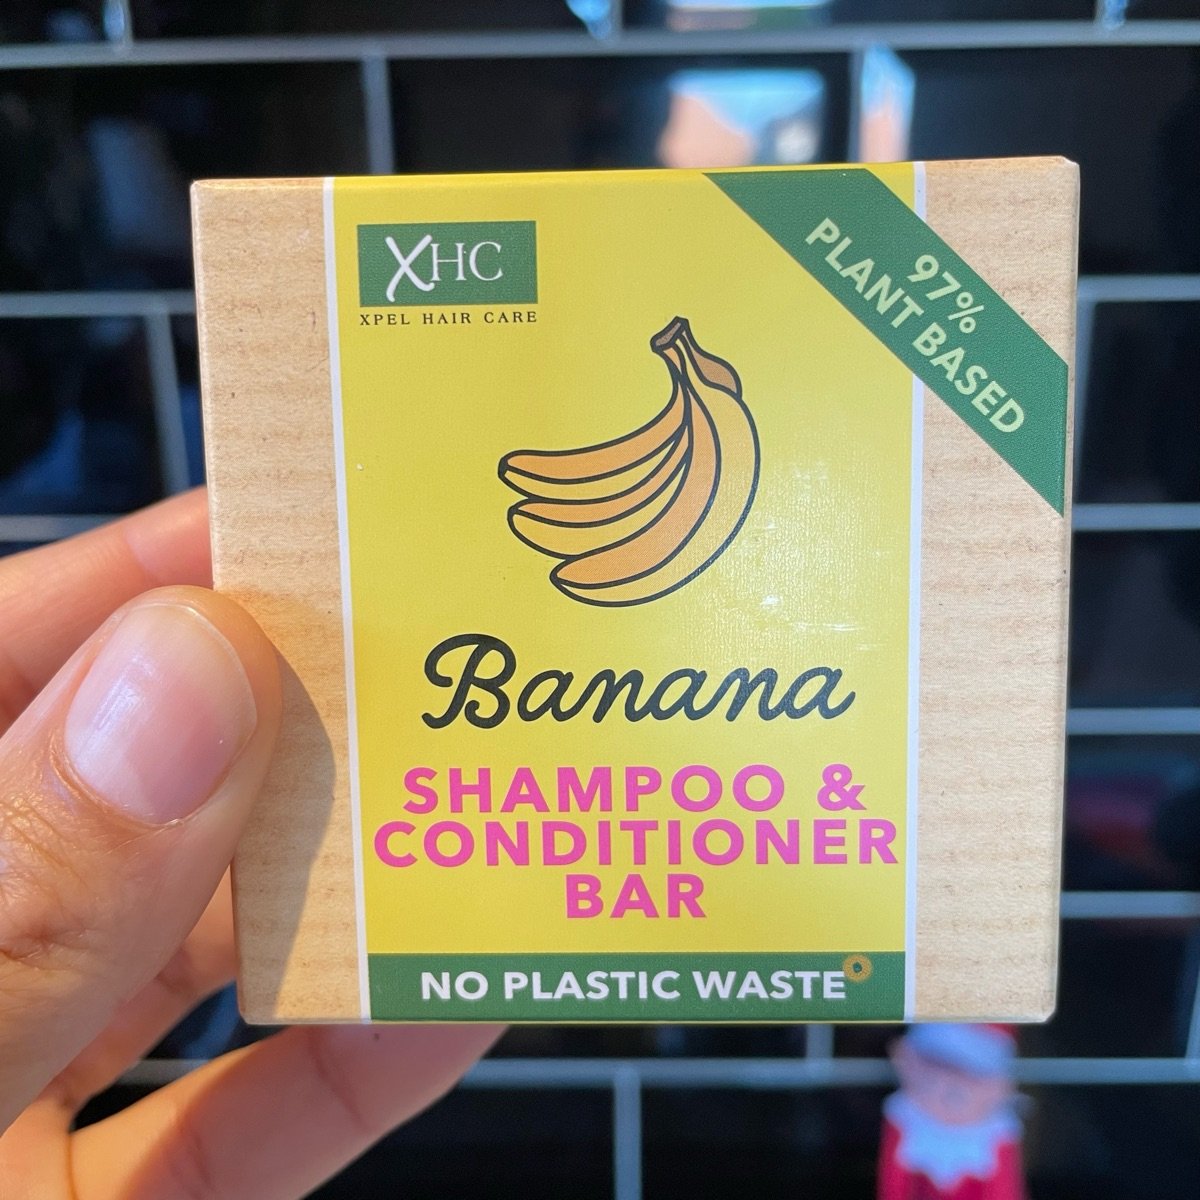 XHC
XPEL HAIR CARE
97%
PLANT BASED
Banana
SHAMPOO &
CONDITIONER
BAR
NO PLASTIC WASTE